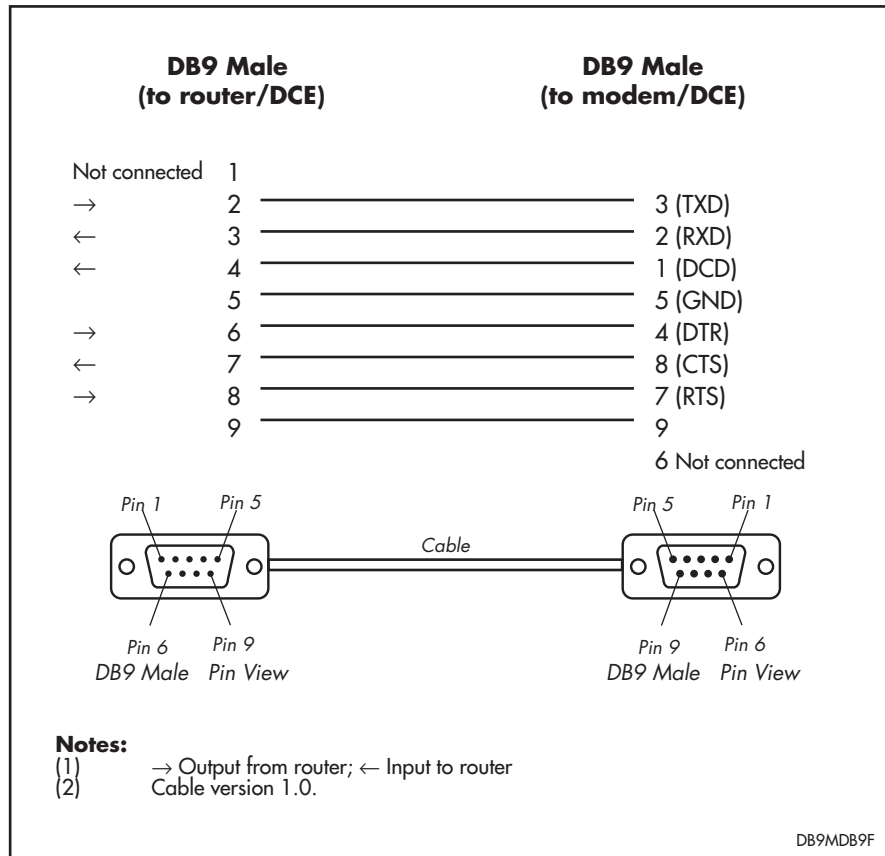 DB9 Male DB9 Male
(to router/DCE) (to modem/DCE)
Not connected 1
→ 2 3 (TXD)
← 3 2 (RXD)
← 4 1 (DCD)
5 5 (GND)
→ 6 4 (DTR)
← 7 8 (CTS)
→ 8 7 (RTS)
9 9
6 Not connected
Pin 1 Pin 5 Pin 5 Pin 1
Cable
Pin 6 Pin 9 Pin 9 Pin 6
DB9 Male Pin View DB9 Male Pin View
Notes:
(1) → Output from router; ← Input to router
(2) Cable version 1.0.
DB9MDB9F